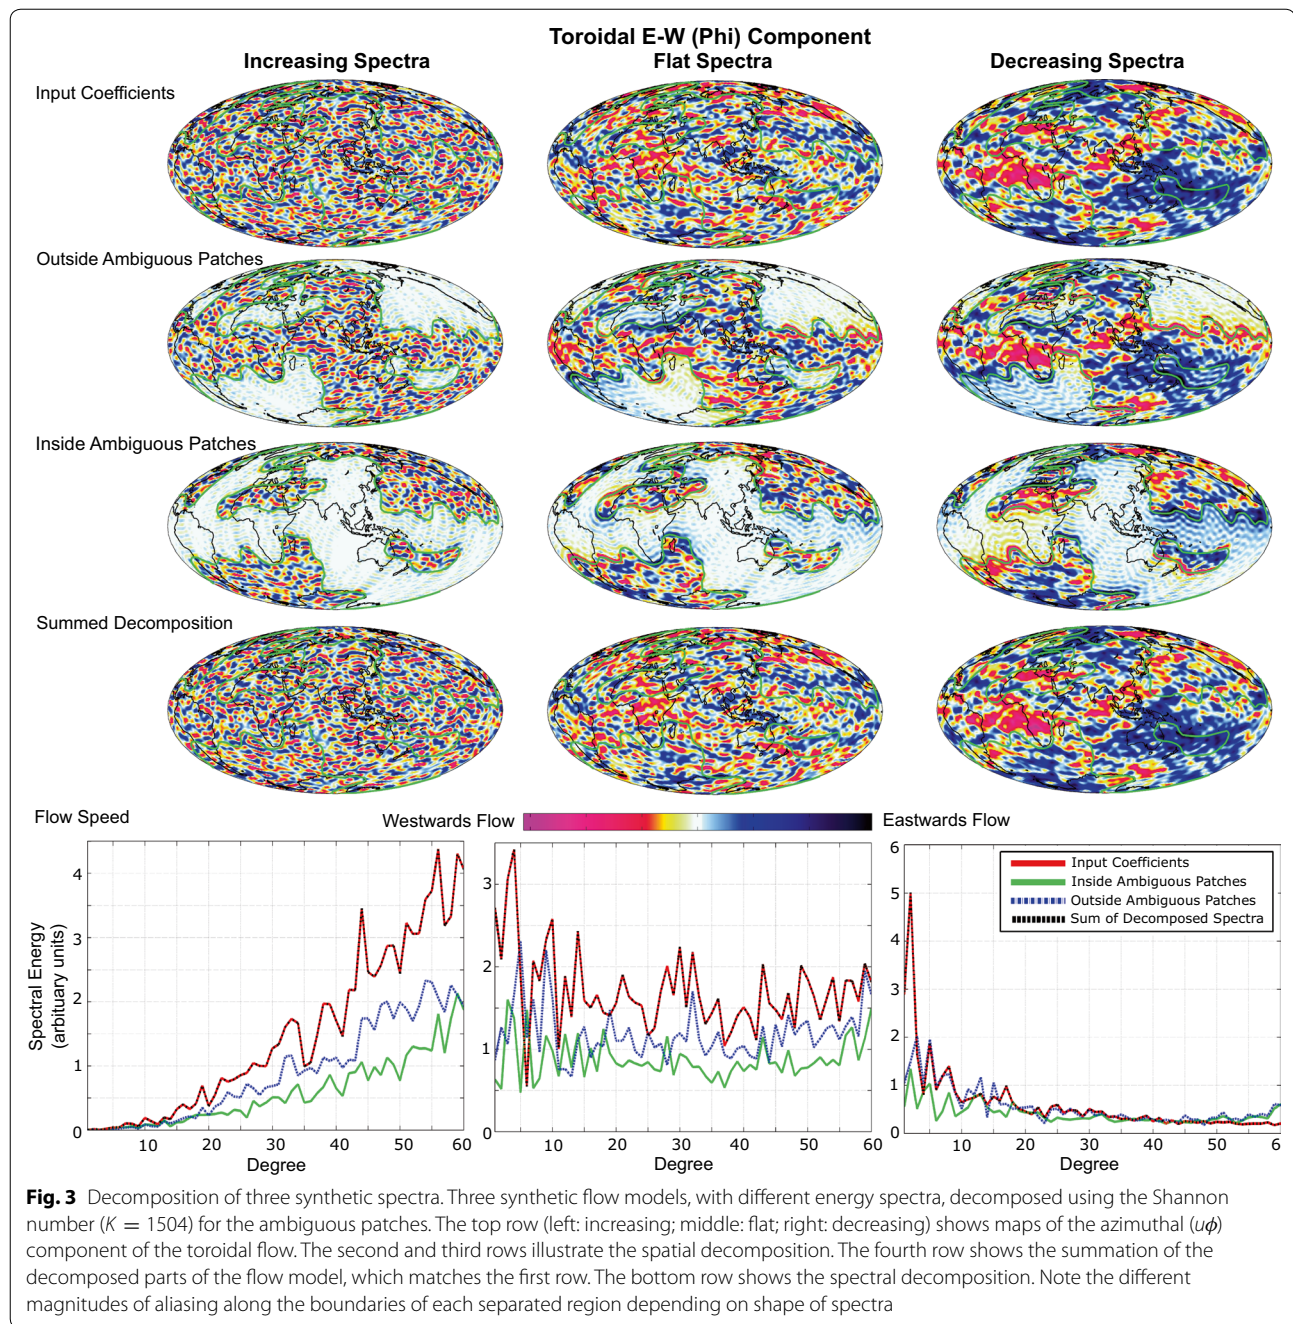 Toroidal E-W (Phi) Component
Increasing Spectra
Flat Spectra
Decreasing Spectra
Input Coefficients
Outside Ambiguous Patches
Inside Ambiguous Patches
Summed Decomposition
Flow Speed
Westwards Flow
Eastwards Flow
4
3
2
1
0
10
20
30
40
50
60
Degree
Spectral Energy
(arbituary units)
3
2
1
0
10
20
30
40
50
60
Degree
6
5
4
3
2
1
0
10
20
30
40
50
6
Degree
Input Coefficients
Inside Ambiguous Patches
Outside Ambiguous Patches
Sum of Decomposed Spectra
Fig. 3 Decomposition of three synthetic spectra. Three synthetic flow models, with different energy spectra, decomposed using the Shannon
number (K = 1504) for the ambiguous patches. The top row (left: increasing; middle: flat; right: decreasing) shows maps of the azimuthal (uϕ)
component of the toroidal flow. The second and third rows illustrate the spatial decomposition. The fourth row shows the summation of the
decomposed parts of the flow model, which matches the first row. The bottom row shows the spectral decomposition. Note the different
magnitudes of aliasing along the boundaries of each separated region depending on shape of spectra